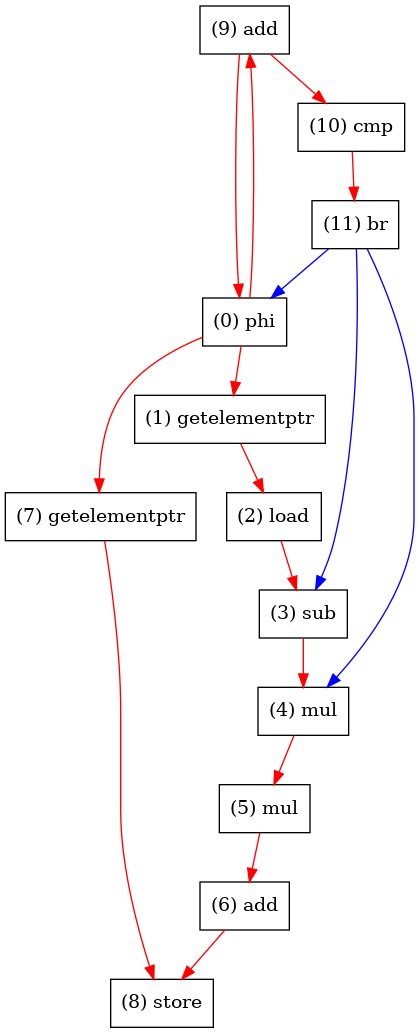 (9) add
(10) cmp
(11) br
(0) phi
(1) getelementptr
(7) getelementptr
(2) load
(3) sub
(4) mul
(5) mul
(6) add
(8) store